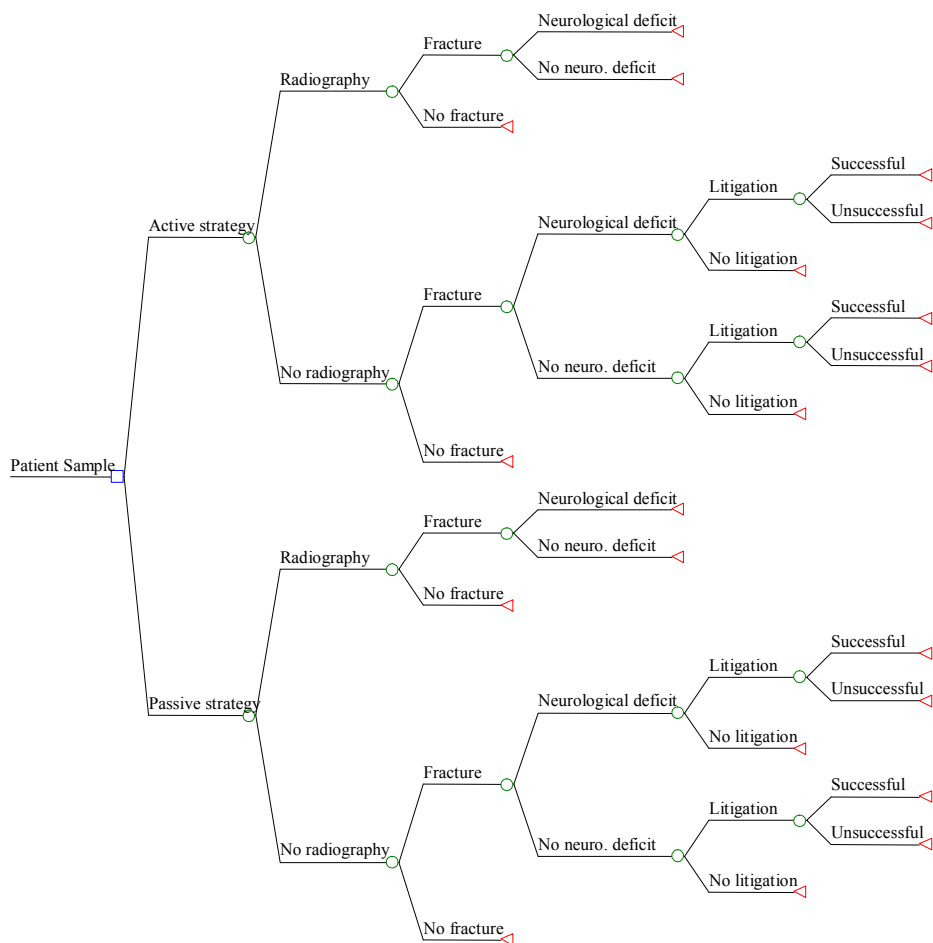 Neurological deficit
Fracture
No neuro. deficit
Radiography
No fracture
Successful
Litigation
Unsuccessful
Neurological deficit
Active strategy
No litigation
Fracture
Successful
Litigation
Unsuccessful
No neuro. deficit
No radiography
No litigation
No fracture
Patient Sample
Neurological deficit
Fracture
No neuro. deficit
Radiography
No fracture
Successful
Litigation
Unsuccessful
Neurological deficit
Passive strategy
No litigation
Fracture
Successful
Litigation
Unsuccessful
No neuro. deficit
No radiography
No litigation
No fracture